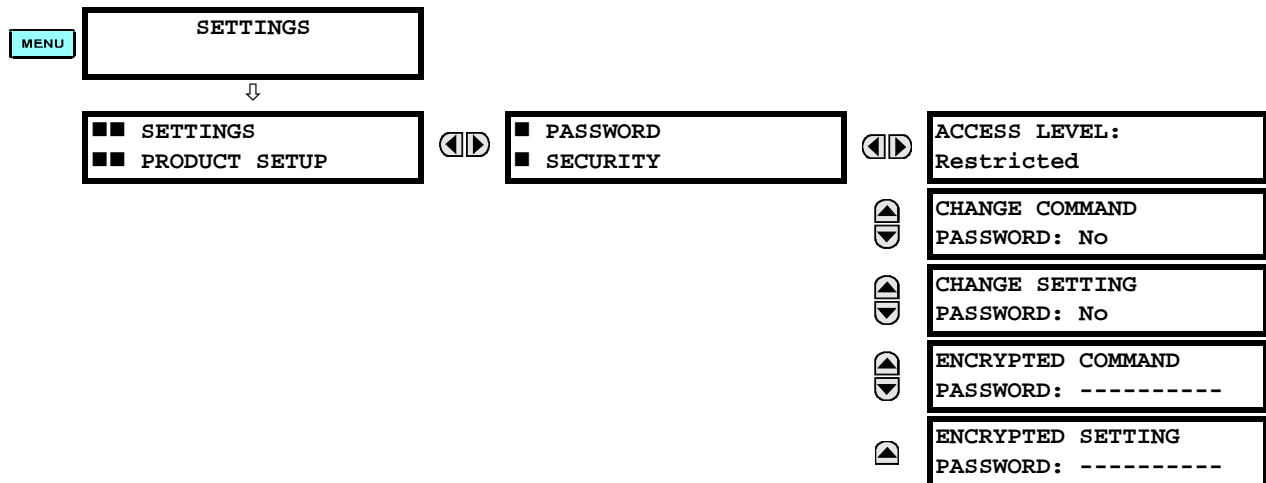 MENU
SETTINGS
■■ SETTINGS
■■ PRODUCT SETUP
■ PASSWORD
■ SECURITY
ACCESS LEVEL:
Restricted
CHANGE COMMAND
PASSWORD: No
CHANGE SETTING
PASSWORD: No
ENCRYPTED COMMAND
PASSWORD: ----------
ENCRYPTED SETTING
PASSWORD: ----------